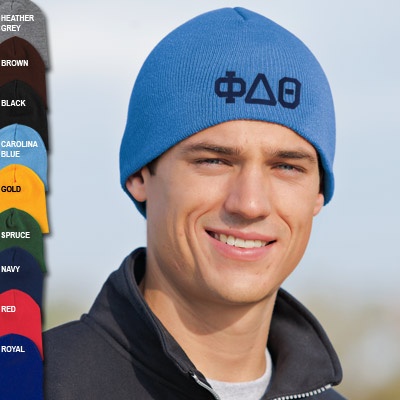 HEATHER
GREY
BROWN
BLACK
CAROLINA
BLUE
GOLD
SPRUCE
NAVY
RED
ROYAL
ΦΔΘ